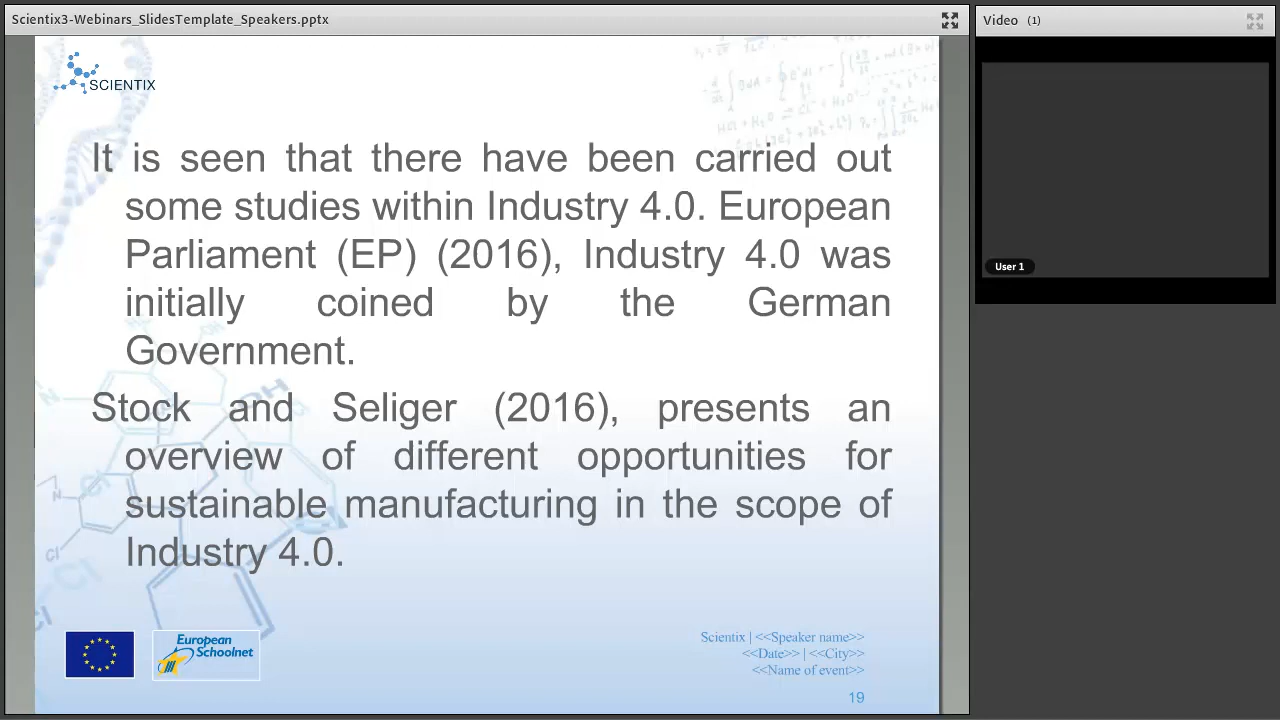 Scientix3-Webinars_SlidesTemplate_Speakers.pptx
Video (1)
SCIENTIX
It is seen that there have been carried out
some studies within Industry 4.0. European
Parliament (EP) (2016), Industry 4.0 was
initially coined by the German
Government.
Stock and Seliger (2016), presents an
overview of different opportunities for
sustainable manufacturing in the scope of
Industry 4.0.
User 1
European
Schoolnet
Scientix | <<Speaker name>>
<<Date>> | <<City>>
<<Name of event>>
19